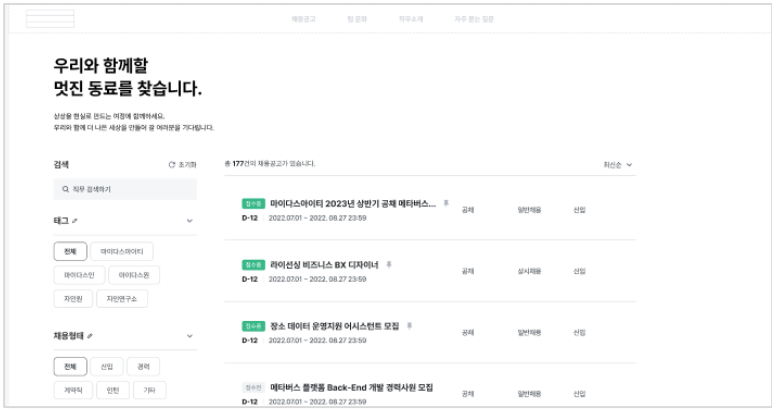 채용공고 팀 문화 직무소개 자주 묻는 질문
우리와 함께할
멋진 동료를 찾습니다.
상상을 현실로 만드는 여정에 함께하세요.
우리와 함께 더 나은 세상을 만들어 갈 여러분을 기다립니다.
검색 초기화
직무 검색하기
태그
전체 마이다스아이티
마이다스인 마이다스원
자인원 자인연구소
채용형태
전체 신입 경력
계약직 인턴 기타
총 177건의 채용공고가 있습니다. 최신순
접수중 마이다스아이티 2023년 상반기 공채 메타버스... 공채 일반채용 신입
D-12 2022.07.01 ~ 2022. 08.27 23:59
접수중 라이선싱 비즈니스 BX 디자이너 공채 상시채용 신입
D-12 2022.07.01 ~ 2022. 08.27 23:59
접수중 장소 데이터 운영지원 어시스턴트 모집 공채 일반채용 신입
D-12 2022.07.01 ~ 2022. 08.27 23:59
접수전 메타버스 플랫폼 Back-End 개발 경력사원 모집 공채 일반채용 신입
D-12 2022.07.01 ~ 2022. 08.27 23:59